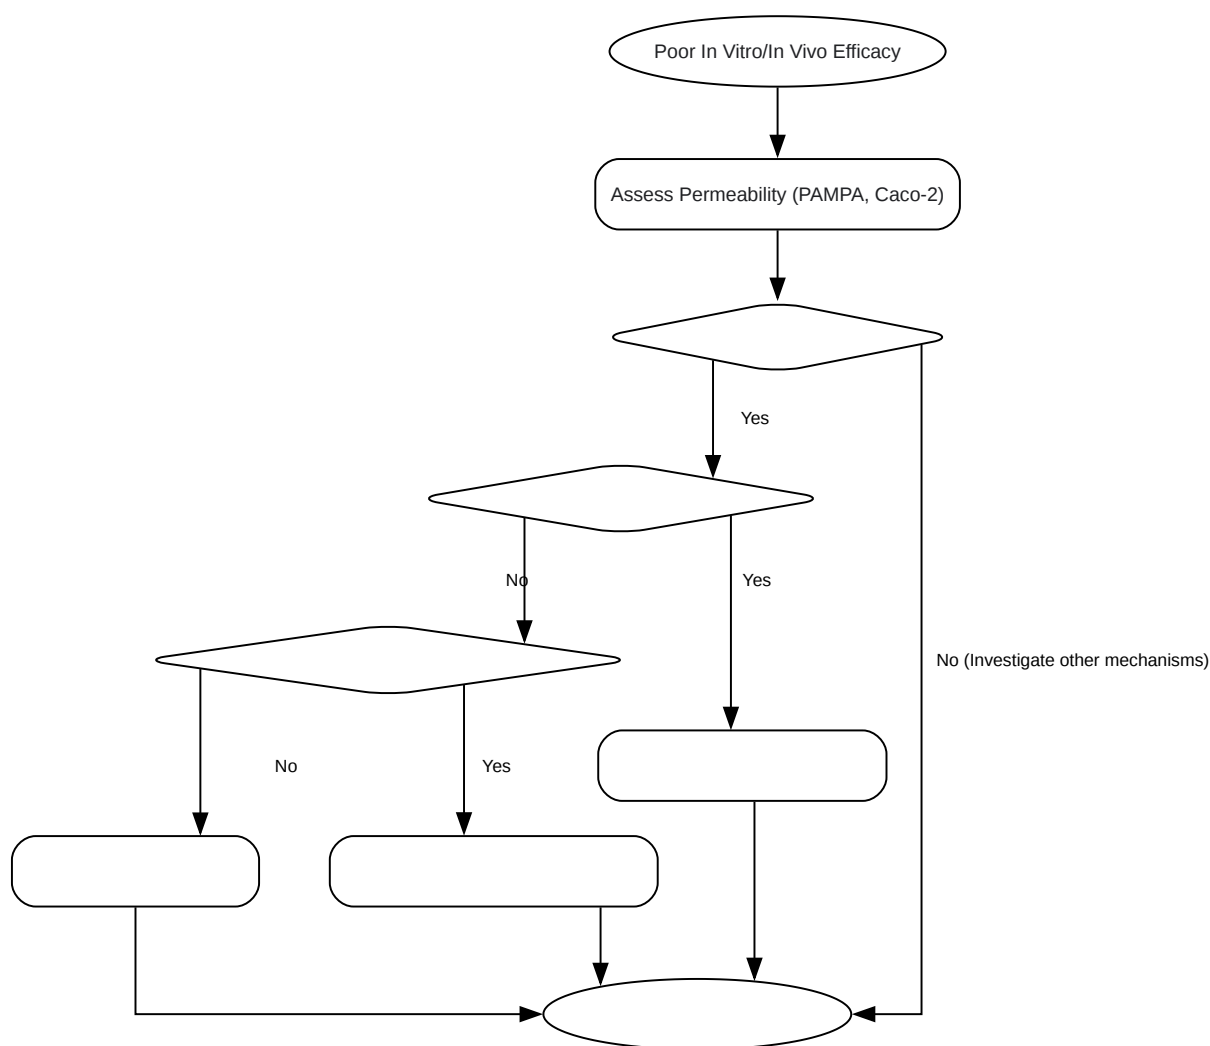 Poor In Vitro/In Vivo Efficacy
Assess Permeability (PAMPA, Caco-2)
Yes
No
Yes
No (Investigate other mechanisms)
No
Yes